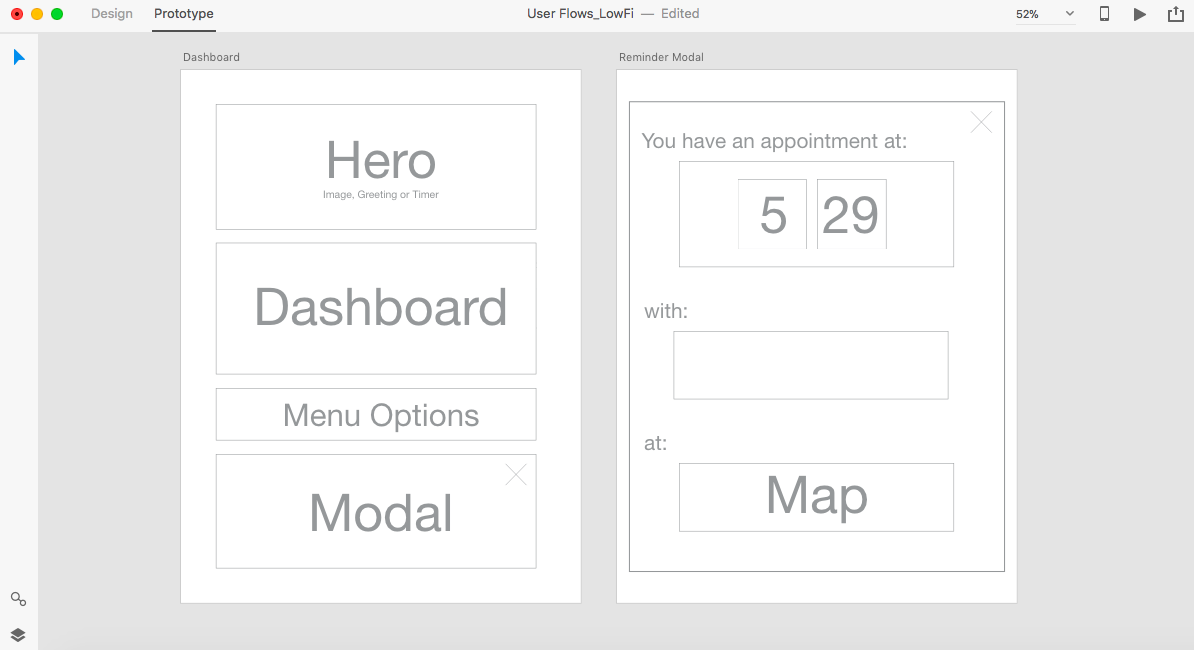 Design Prototype User Flows_LowFi — Edited 52%
Dashboard
Hero
Image, Greeting or Timer
Dashboard
Menu Options
Modal
Reminder Modal
You have an appointment at:
5 29
with:
at:
Map